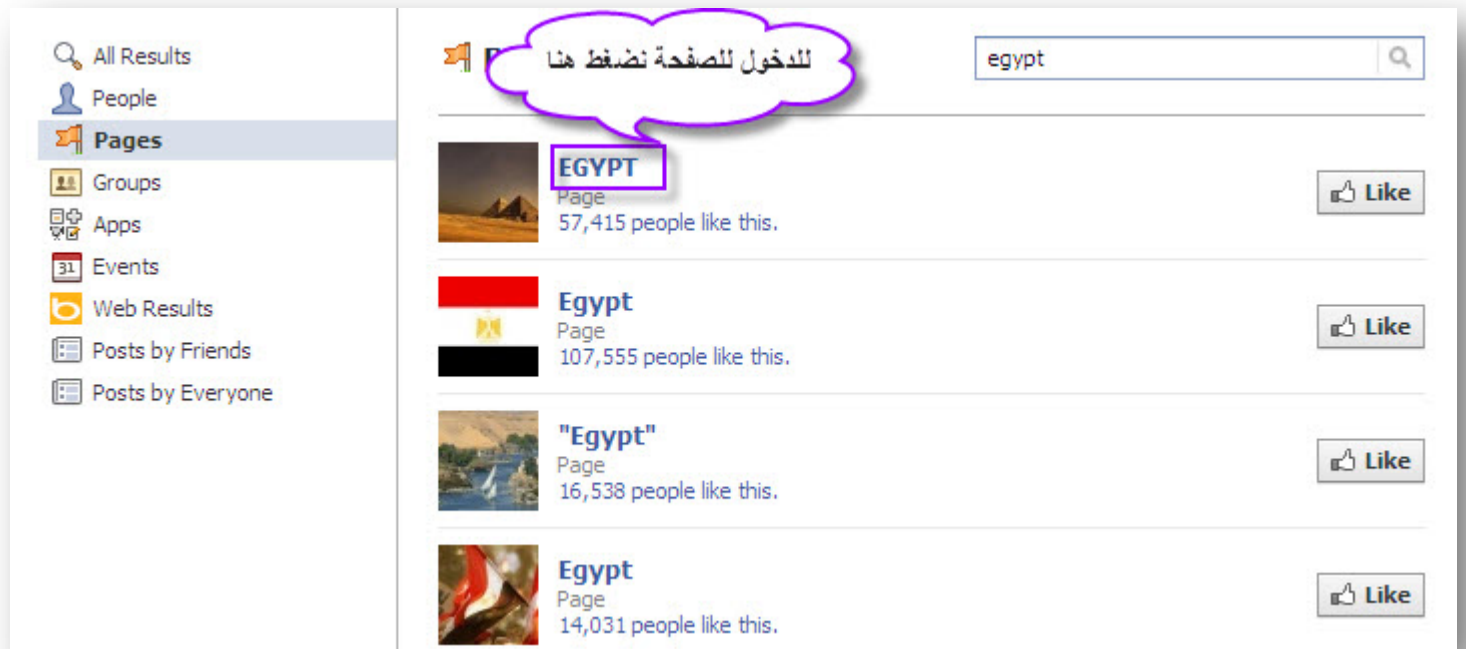 All Results
People
Pages
Groups
Apps
31 Events
Web Results
Posts by Friends
Posts by Everyone
للدخول للصفحة نضغط هنا
egypt
EGYPT
Page
57,415 people like this.
Like
Egypt
Page
107,555 people like this.
Like
"Egypt"
Page
16,538 people like this.
Like
Egypt
Page
14,031 people like this.
Like